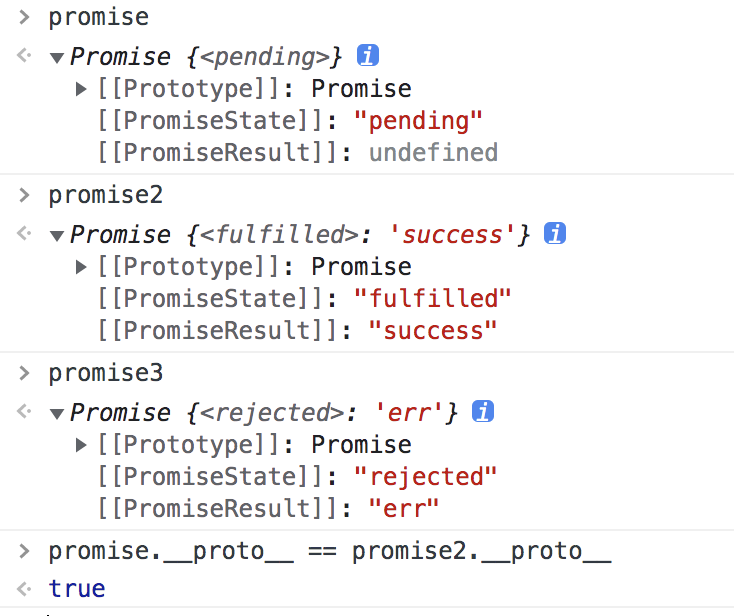 > promise
<· ▼Promise {<pending>} i
▶[[Prototype]]: Promise
[[PromiseState]]: "pending"
[[PromiseResult]]: undefined
> promise2
<· ▼Promise {<fulfilled>: 'success'} i
▶[[Prototype]]: Promise
[[PromiseState]]: "fulfilled"
[[PromiseResult]]: "success"
> promise3
<· ▼Promise {<rejected>: 'err'} i
▶[[Prototype]]: Promise
[[PromiseState]]: "rejected"
[[PromiseResult]]: "err"
> promise.__proto__ == promise2.__proto__
<· true